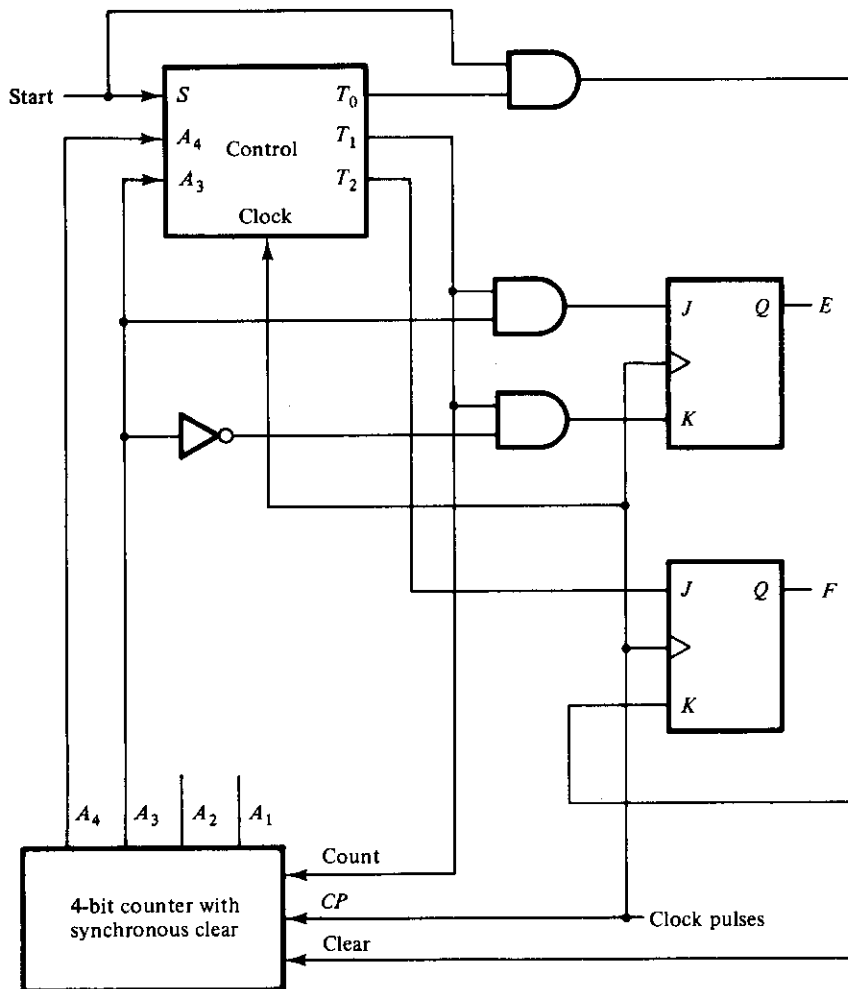 Start
S
T0
A4
Control
T1
A3
T2
Clock
J
Q
E
K
J
Q
F
K
A4
A3
A2
A1
Count
4-bit counter with
synchronous clear
CP
Clock pulses
Clear